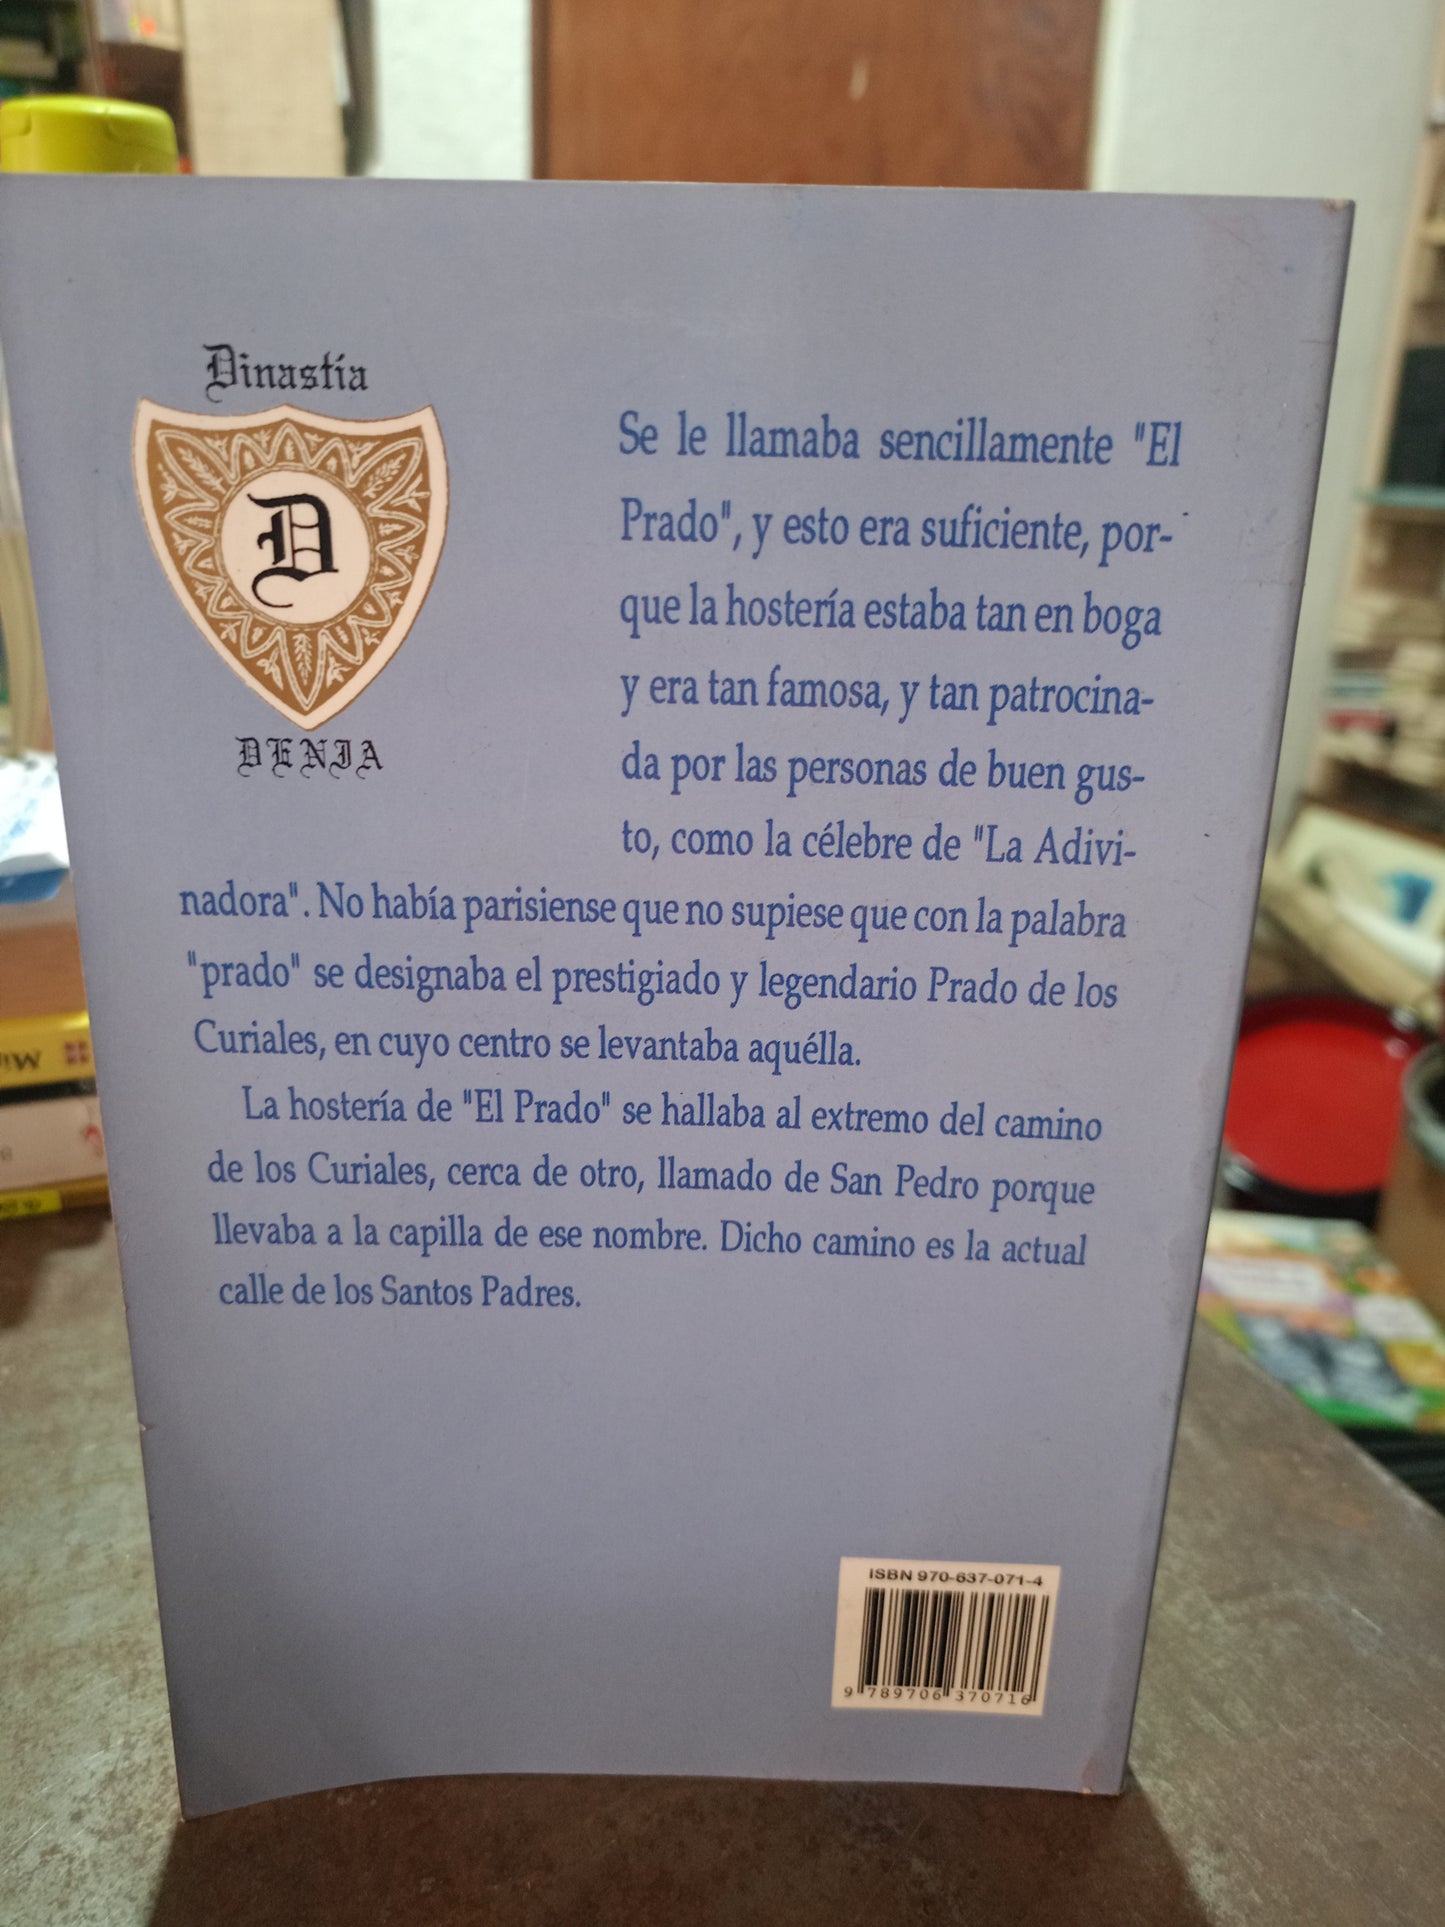 Dinastía
D
DENIA
Se le llamaba sencillamente "El
Prado", y esto era suficiente, por-
que la hostería estaba tan en boga
y era tan famosa, y tan patrocina-
da por las personas de buen gus-
to, como la célebre de "La Adivi-
nadora". No había parisiense que no supiese que con la palabra
"prado" se designaba el prestigiado y legendario Prado de los
Curiales, en cuyo centro se levantaba aquélla.
La hostería de "El Prado" se hallaba al extremo del camino
de los Curiales, cerca de otro, llamado de San Pedro porque
llevaba a la capilla de ese nombre. Dicho camino es la actual
calle de los Santos Padres.
ISBN 970-637-071-4
9 789706 370716